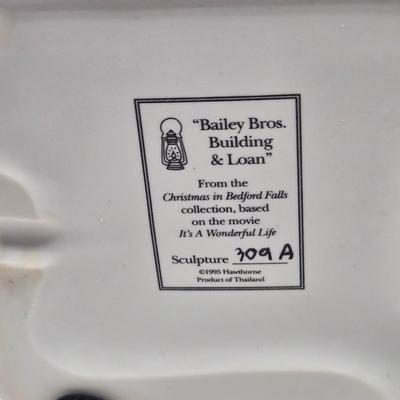 "Bailey Bros.
Building
& Loan"
From the
Christmas in Bedford Falls
collection, based
on the movie
It's A Wonderful Life
Sculpture 309 A
©1995 Hawthorne
Product of Thailand